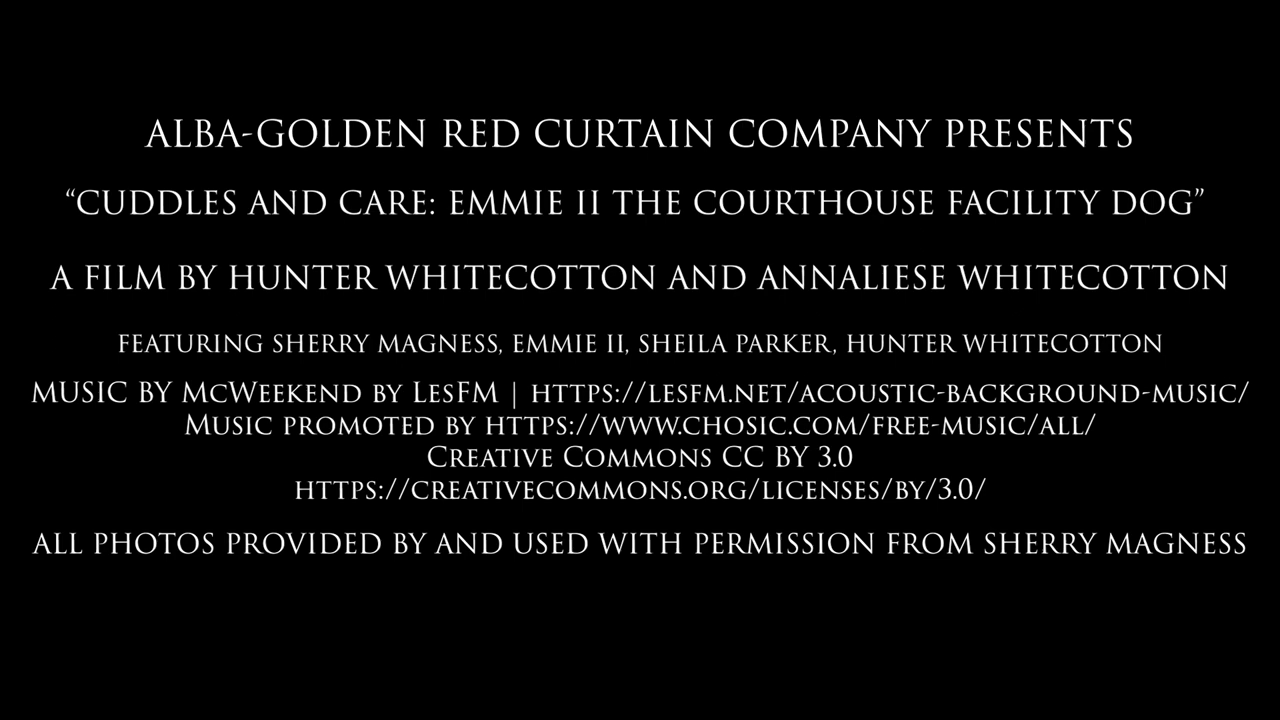 ALBA-GOLDEN RED CURTAIN COMPANY PRESENTS
“CUDDLES AND CARE: EMMIE II THE COURTHOUSE FACILITY DOG”
A FILM BY HUNTER WHITECOTTON AND ANNALIESE WHITECOTTON
FEATURING SHERRY MAGNESS, EMMIE II, SHEILA PARKER, HUNTER WHITECOTTON
MUSIC BY McWeekend by LesFM | https://lesfm.net/acoustic-background-music/
Music promoted by https://www.chosic.com/free-music/all/
Creative Commons CC BY 3.0
https://creativecommons.org/licenses/by/3.0/
ALL PHOTOS PROVIDED BY AND USED WITH PERMISSION FROM SHERRY MAGNESS